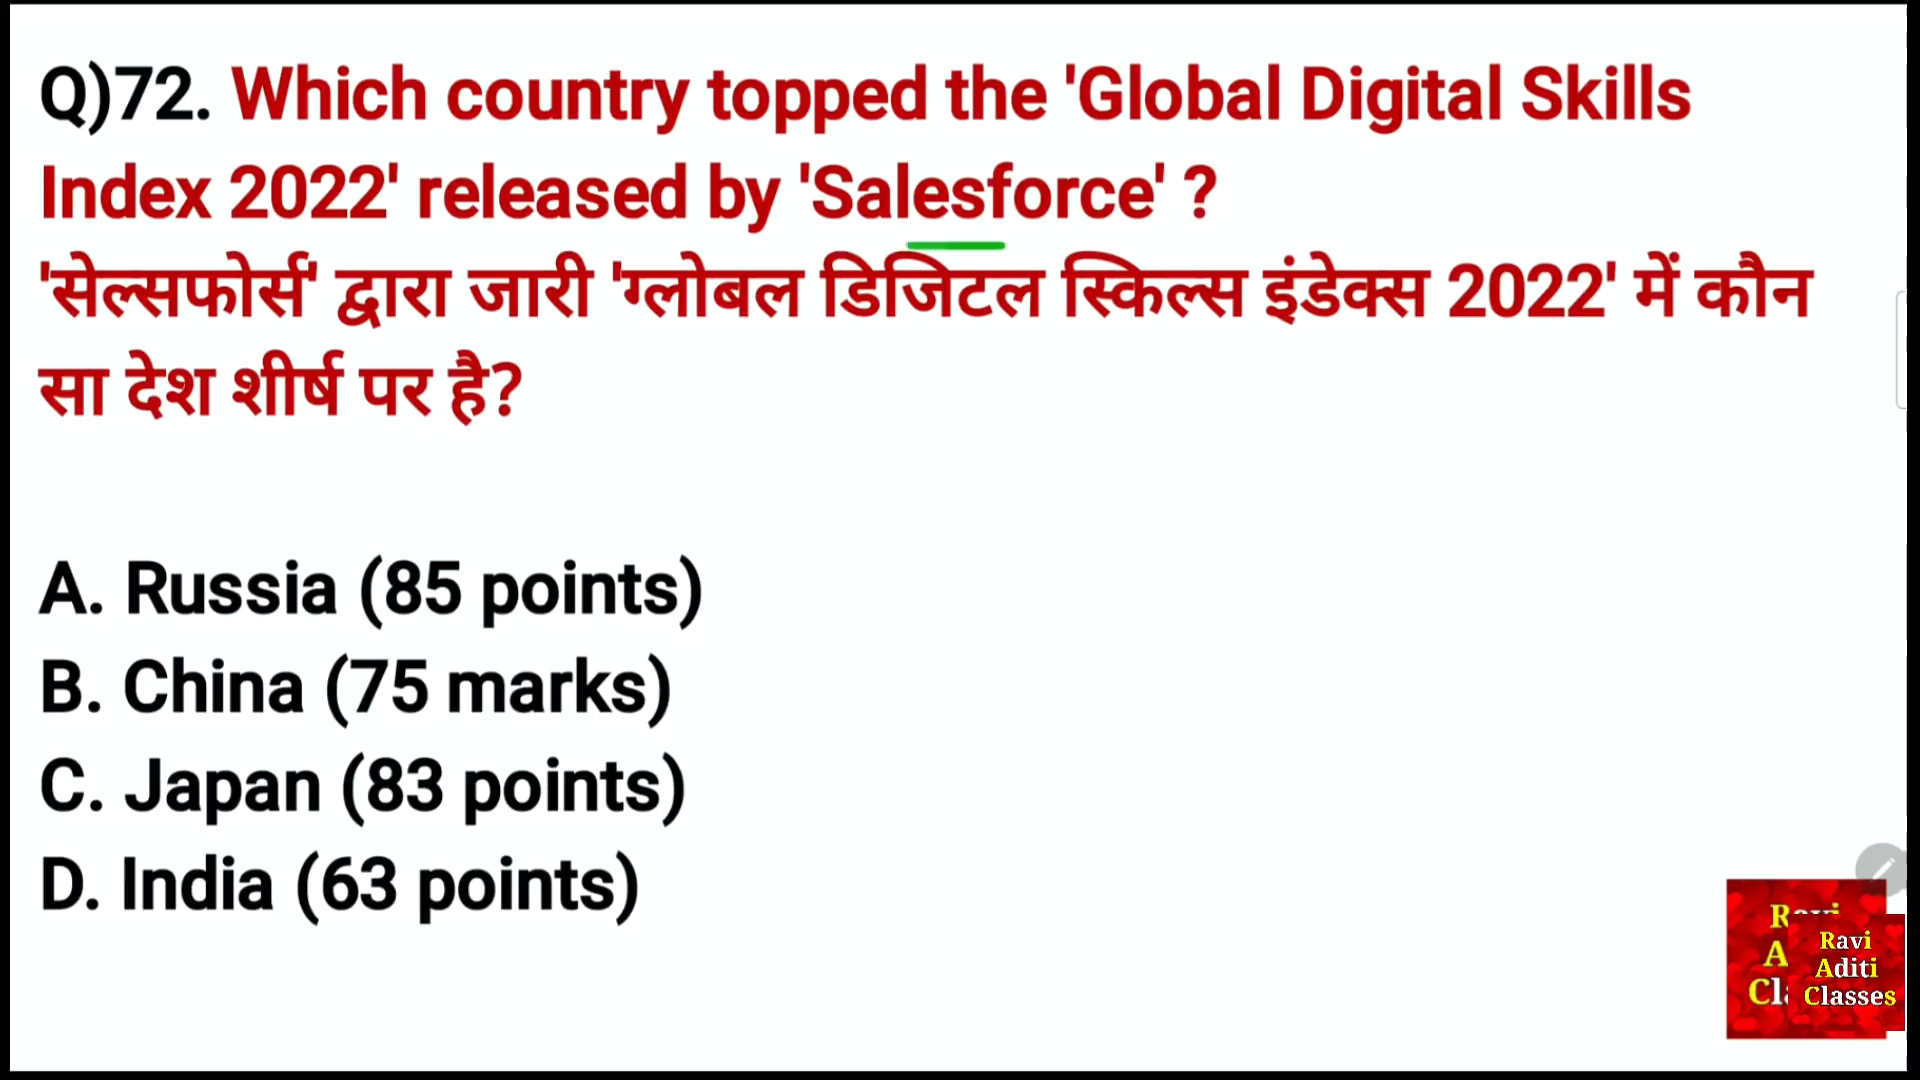 Q)72. Which country topped the 'Global Digital Skills
Index 2022' released by 'Salesforce' ?
'सेल्सफोर्स' द्वारा जारी 'ग्लोबल डिजिटल स्किल्स इंडेक्स 2022' में कौन
सा देश शीर्ष पर है?
A. Russia (85 points)
B. China (75 marks)
C. Japan (83 points)
D. India (63 points)
Ravi
Aditi
Classes